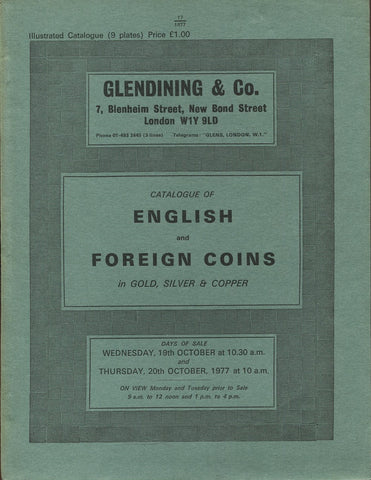 17
1977
Illustrated Catalogue (9 plates) Price £1.00
GLENDINING & Co.
7, Blenheim Street, New Bond Street
London W1Y 9LD
Phone 01-493 2445 (3 lines) Telegrams: "GLENS, LONDON, W.1."
CATALOGUE OF
ENGLISH
and
FOREIGN COINS
in GOLD, SILVER & COPPER
DAYS OF SALE
WEDNESDAY, 19th OCTOBER at 10.30 a.m.
and
THURSDAY, 20th OCTOBER, 1977 at 10 a.m.
ON VIEW Monday and Tuesday prior to Sale
9 a.m. to 12 noon and 1 p.m. to 4 p.m.